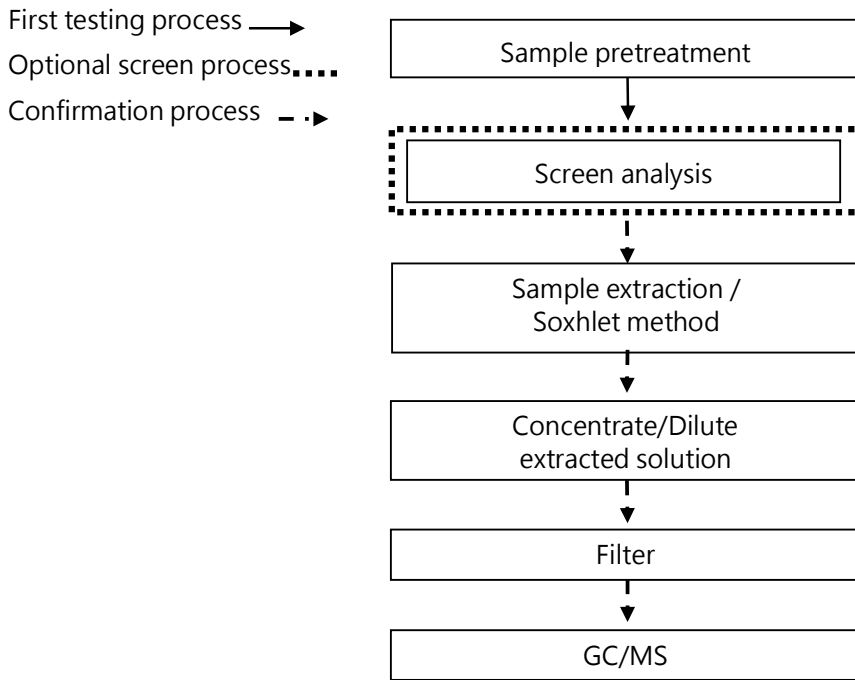 First testing process
Optional screen process
Confirmation process
Sample pretreatment
Screen analysis
Sample extraction /
Soxhlet method
Concentrate/Dilute
extracted solution
Filter
GC/MS